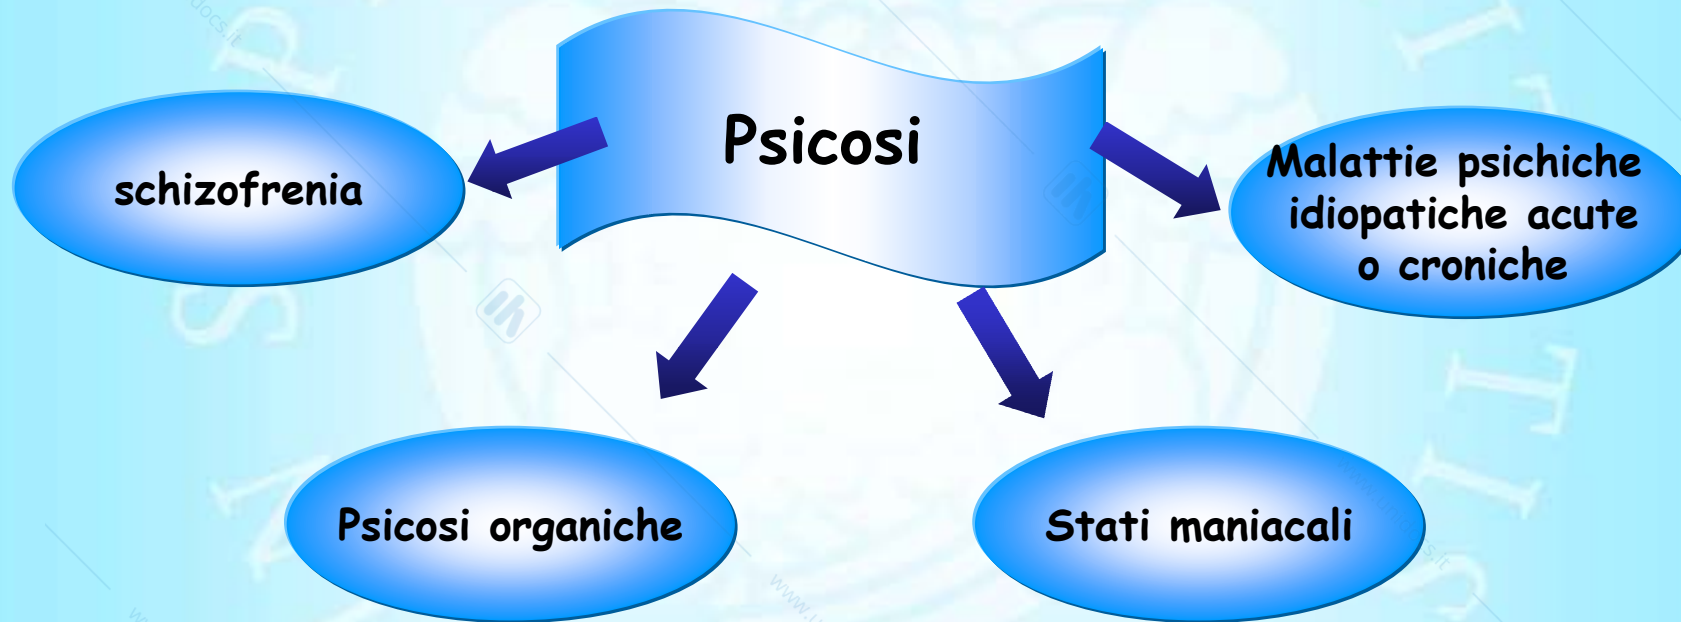 Psicosi
schizofrenia
Malattie psichiche
idiopatiche acute
o croniche
Psicosi organiche
Stati maniacali